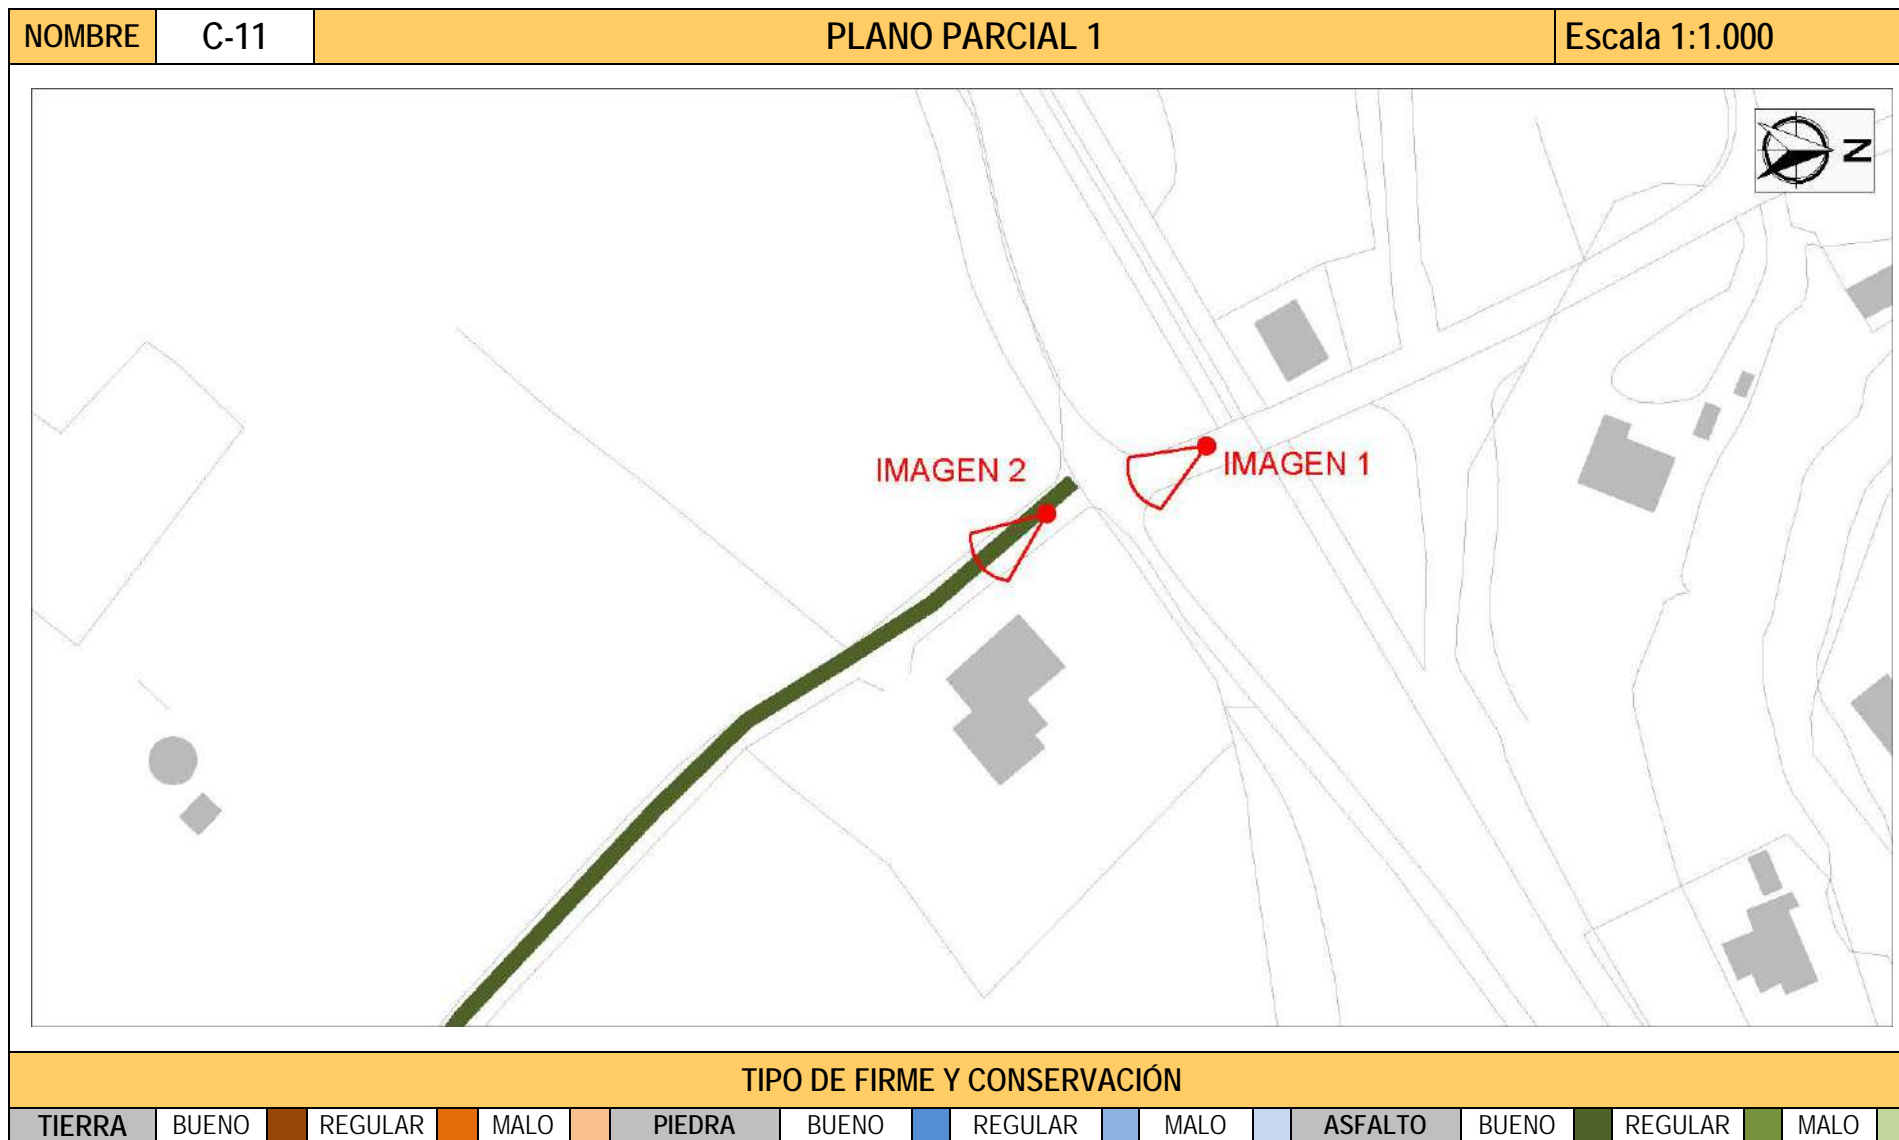 NOMBRE C-11 PLANO PARCIAL 1 Escala 1:1.000
N
IMAGEN 2 IMAGEN 1
TIPO DE FIRME Y CONSERVACIÓN
TIERRA BUENO REGULAR MALO PIEDRA BUENO REGULAR MALO ASFALTO BUENO REGULAR MALO